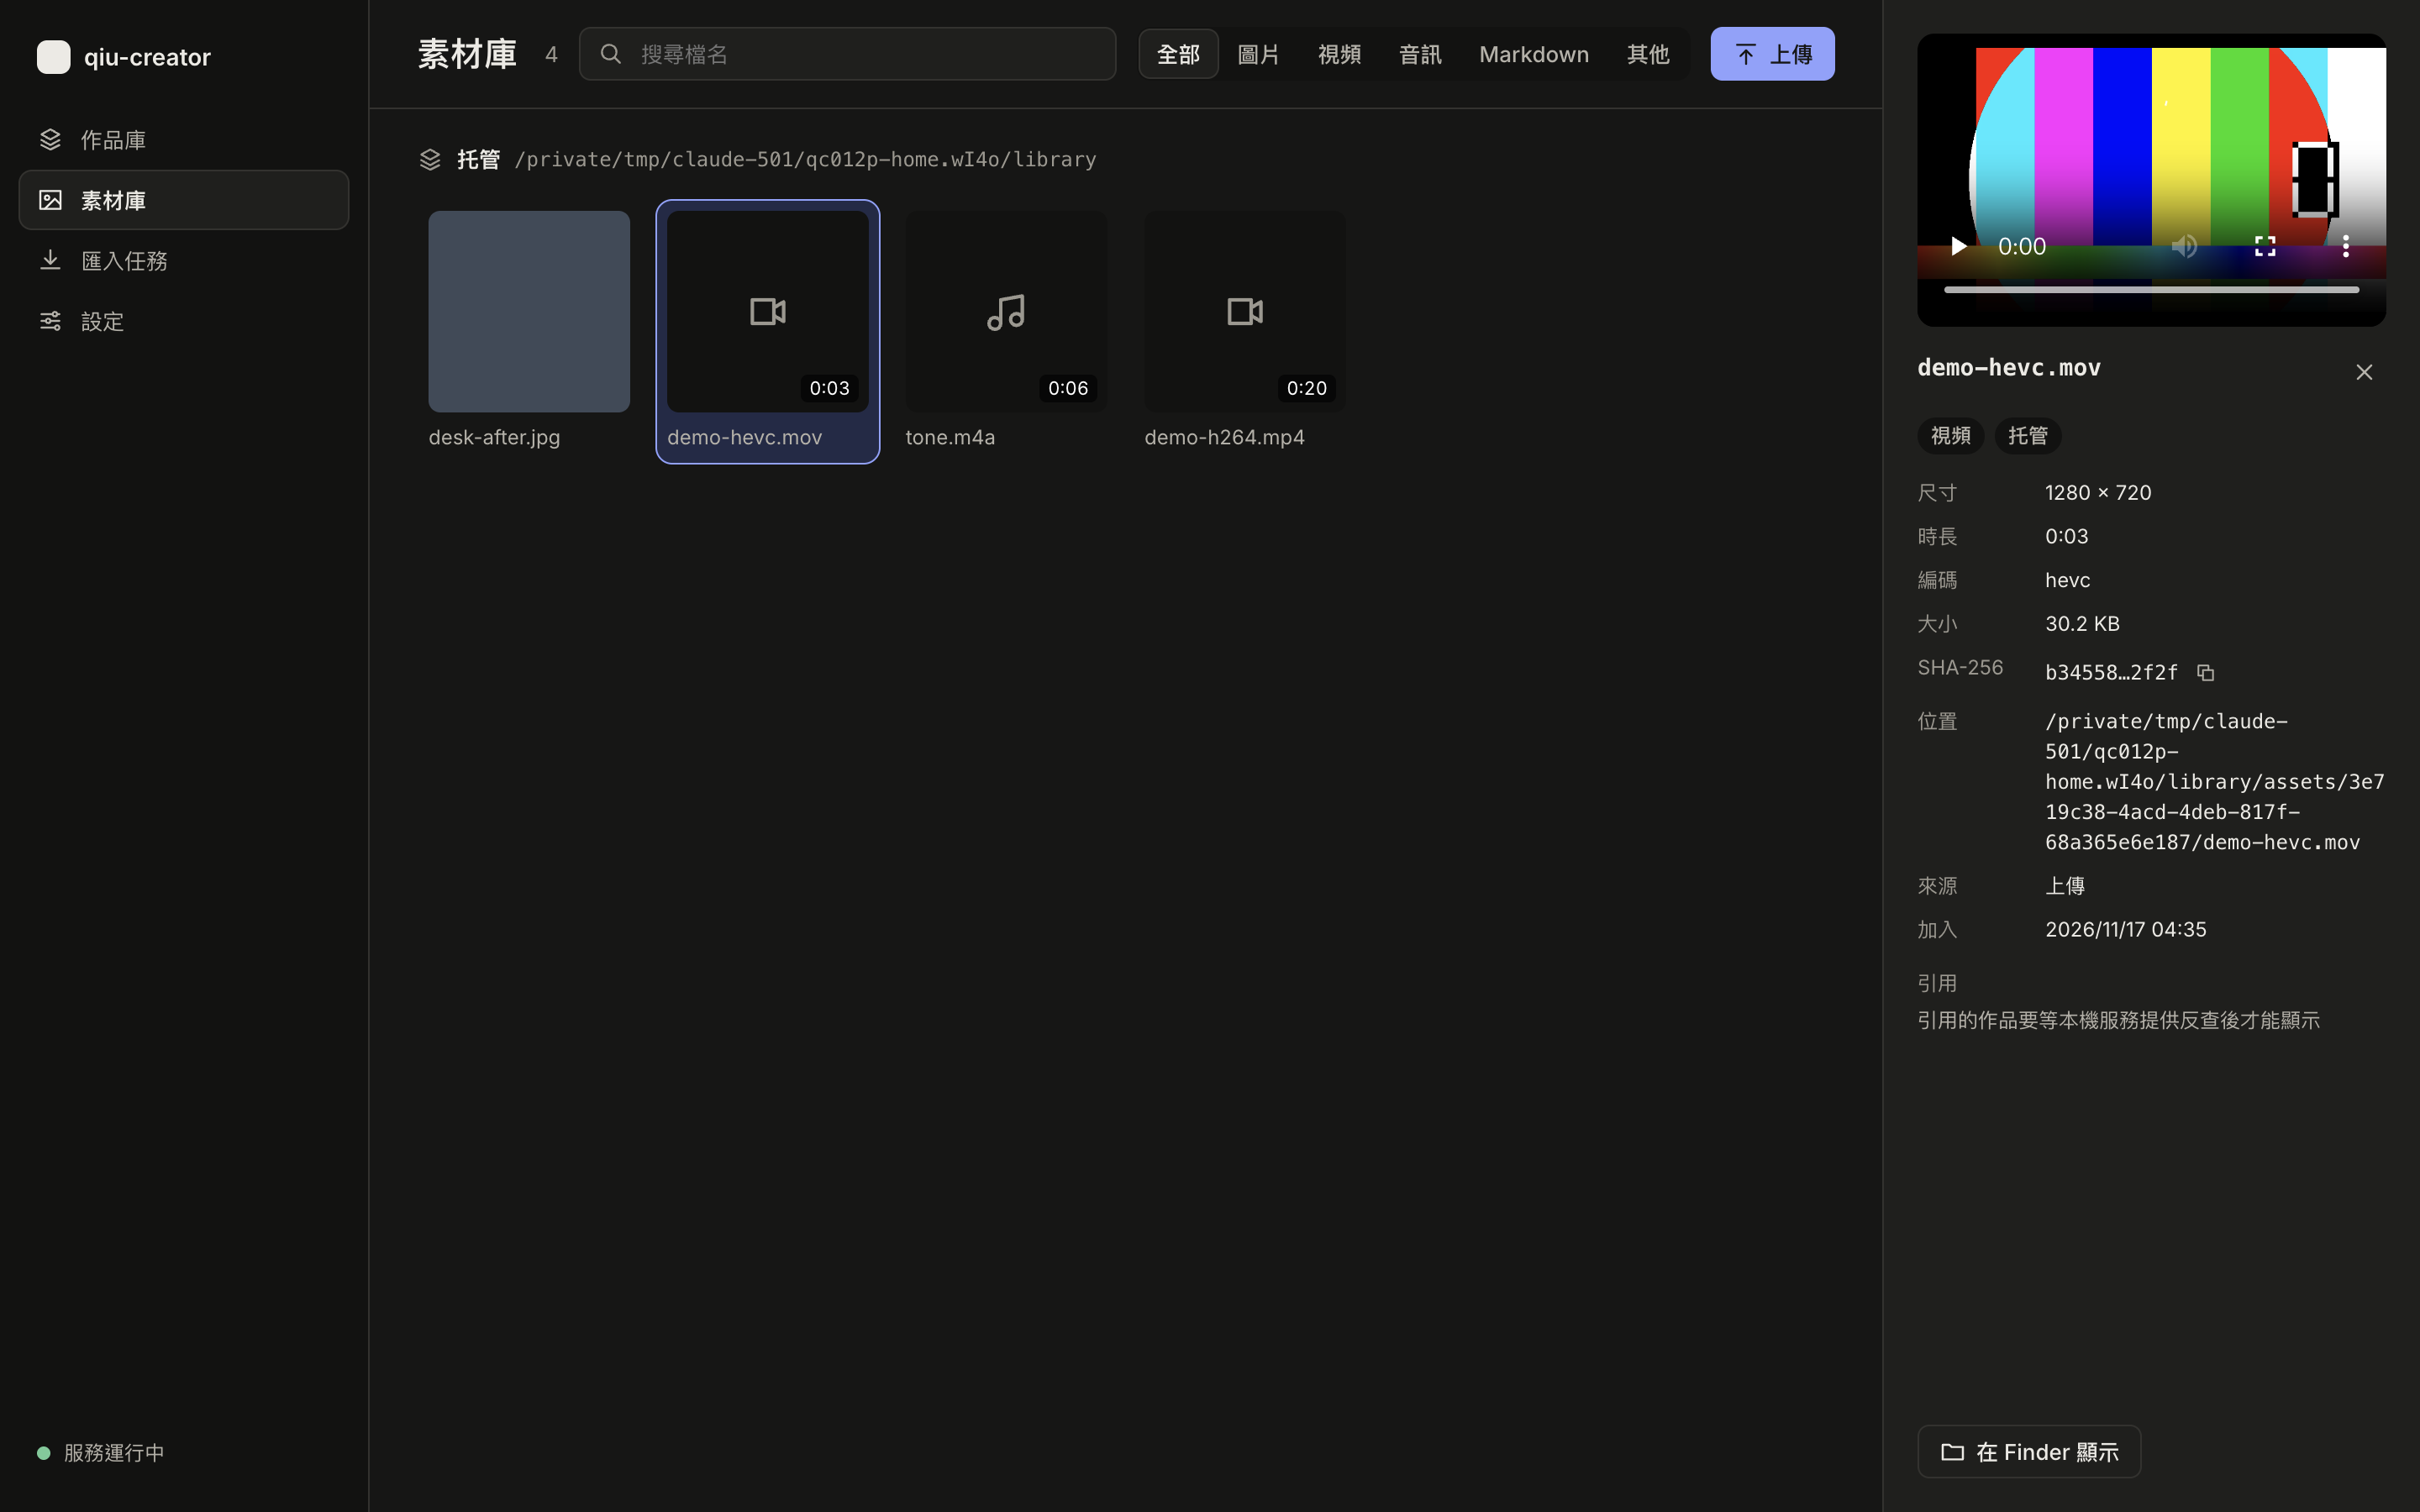 qiu-creator
作品庫
素材庫
匯入任務
設定
服務運行中
素材庫 4
搜尋檔名
全部 圖片 視頻 音訊 Markdown 其他
上傳
托管 /private/tmp/claude-501/qc012p-home.wI4o/library
desk-after.jpg
0:03
demo-hevc.mov
0:06
tone.m4a
0:20
demo-h264.mp4
0:00
demo-hevc.mov
視頻 托管
尺寸 1280 × 720
時長 0:03
編碼 hevc
大小 30.2 KB
SHA-256 b34558…2f2f
位置 /private/tmp/claude-
501/qc012p-
home.wI4o/library/assets/3e7
19c38-4acd-4deb-817f-
68a365e6e187/demo-hevc.mov
來源 上傳
加入 2026/11/17 04:35
引用
引用的作品要等本機服務提供反查後才能顯示
在 Finder 顯示